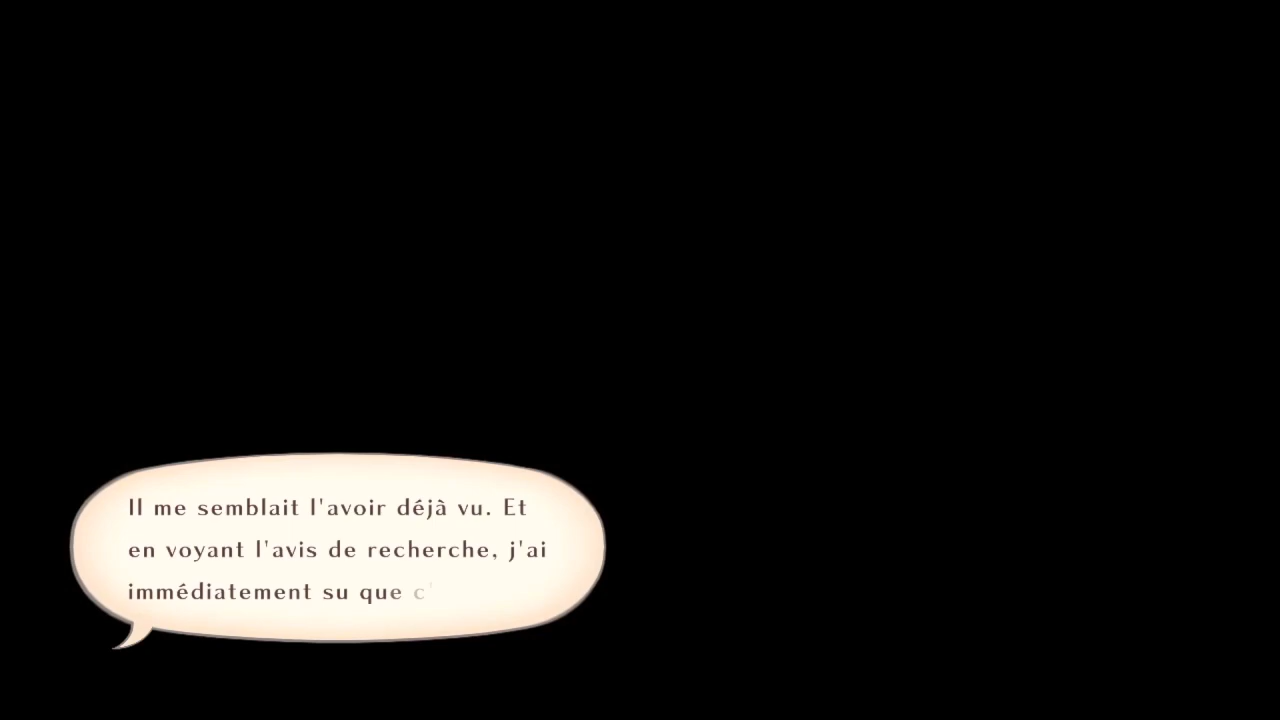 Il me semblait l'avoir déjà vu. Et
en voyant l'avis de recherche, j'ai
immédiatement su que c'